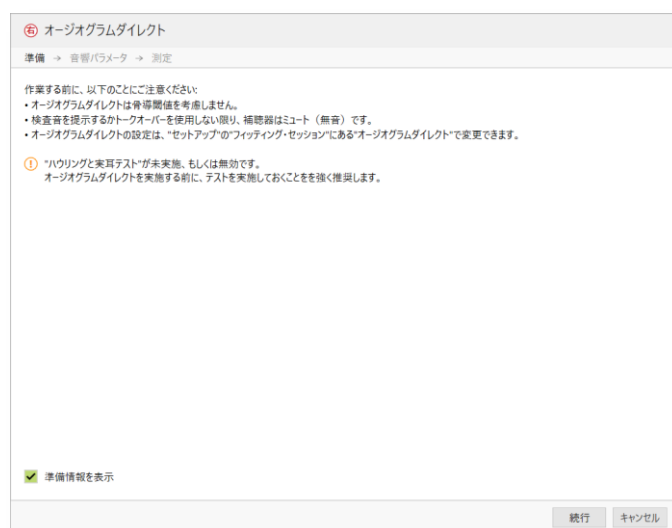 右 オージオグラムダイレクト
準備 → 音響パラメータ → 測定
作業する前に、以下のことにご注意ください:
• オージオグラムダイレクトは骨導閾値を考慮しません。
• 検査音を提示するかトークオーバーを使用しない限り、補聴器はミュート（無音）です。
• オージオグラムダイレクトの設定は、"セットアップ"の"フィッティング・セッション"にある"オージオグラムダイレクト"で変更できます。
! "ハウリングと実耳テスト"が未実施、もしくは無効です。
オージオグラムダイレクトを実施する前に、テストを実施しておくことをを強く推奨します。
準備情報を表示
続行 キャンセル